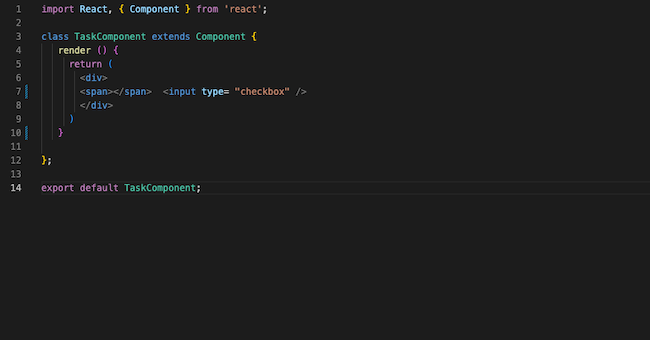 1 import React, { Component } from 'react';
2
3 class TaskComponent extends Component {
4 render () {
5 return (
6 <div>
7 <span></span>  <input type= "checkbox" />
8 </div>
9 )
10 }
11
12 };
13
14 export default TaskComponent;